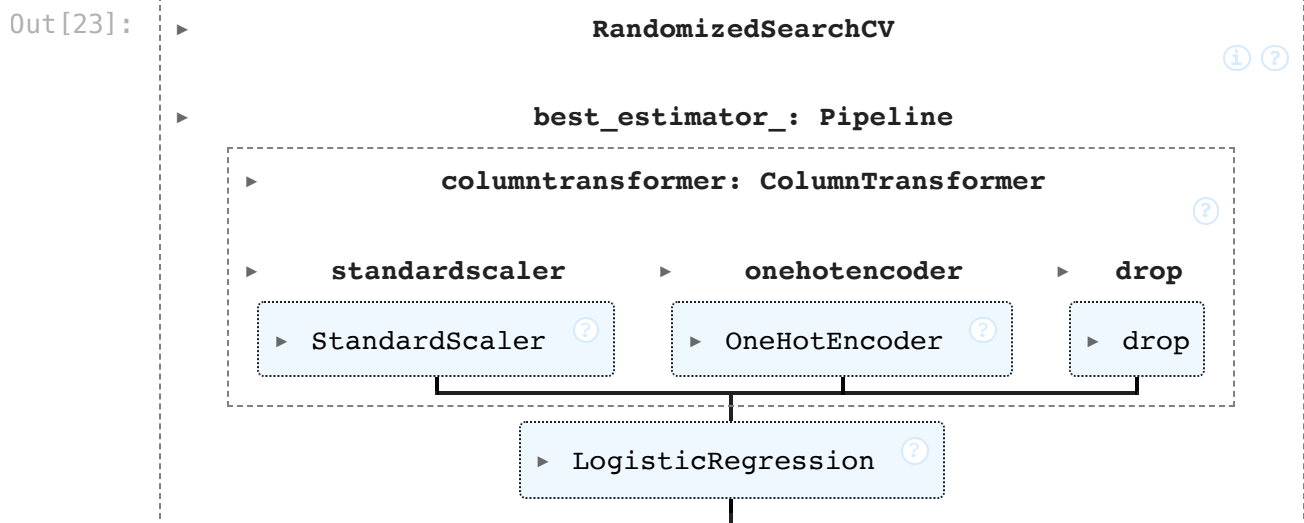 Out[23]:
▸ RandomizedSearchCV
i ?
▸ best_estimator_: Pipeline
▸ columntransformer: ColumnTransformer
?
▸ standardscaler ▸ onehotencoder ▸ drop
▸ StandardScaler ? ▸ OneHotEncoder ? ▸ drop
▸ LogisticRegression ?